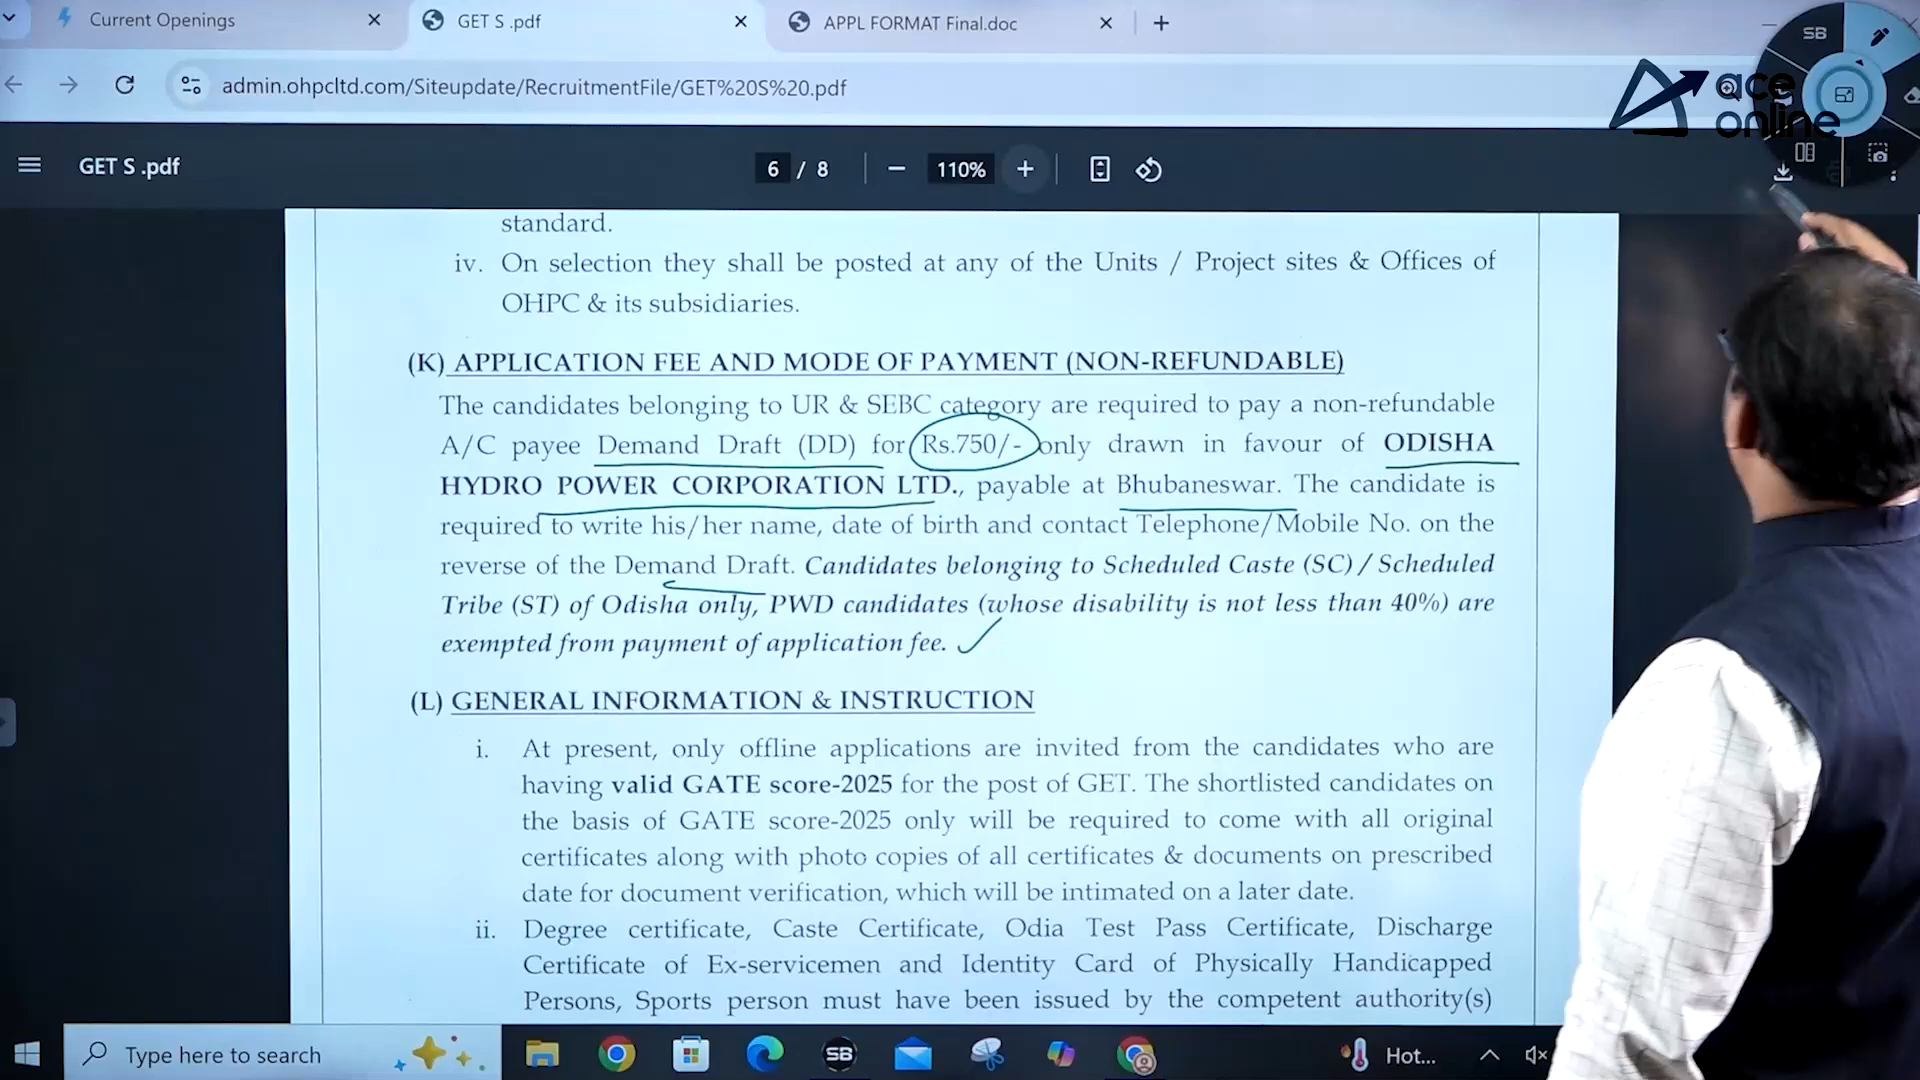 Current Openings
GET S .pdf
APPL FORMAT Final.doc
SB
admin.ohpcltd.com/Siteupdate/RecruitmentFile/GET%20S%20.pdf
ace
online
GET S .pdf
6 / 8
110%
standard.
iv. On selection they shall be posted at any of the Units / Project sites & Offices of
OHPC & its subsidiaries.
(K) APPLICATION FEE AND MODE OF PAYMENT (NON-REFUNDABLE)
The candidates belonging to UR & SEBC category are required to pay a non-refundable
A/C payee Demand Draft (DD) for Rs.750/- only drawn in favour of ODISHA
HYDRO POWER CORPORATION LTD., payable at Bhubaneswar. The candidate is
required to write his/her name, date of birth and contact Telephone/Mobile No. on the
reverse of the Demand Draft. Candidates belonging to Scheduled Caste (SC) / Scheduled
Tribe (ST) of Odisha only, PWD candidates (whose disability is not less than 40%) are
exempted from payment of application fee.
(L) GENERAL INFORMATION & INSTRUCTION
i. At present, only offline applications are invited from the candidates who are
having valid GATE score-2025 for the post of GET. The shortlisted candidates on
the basis of GATE score-2025 only will be required to come with all original
certificates along with photo copies of all certificates & documents on prescribed
date for document verification, which will be intimated on a later date.
ii. Degree certificate, Caste Certificate, Odia Test Pass Certificate, Discharge
Certificate of Ex-servicemen and Identity Card of Physically Handicapped
Persons, Sports person must have been issued by the competent authority(s)
Type here to search
SB
Hot...